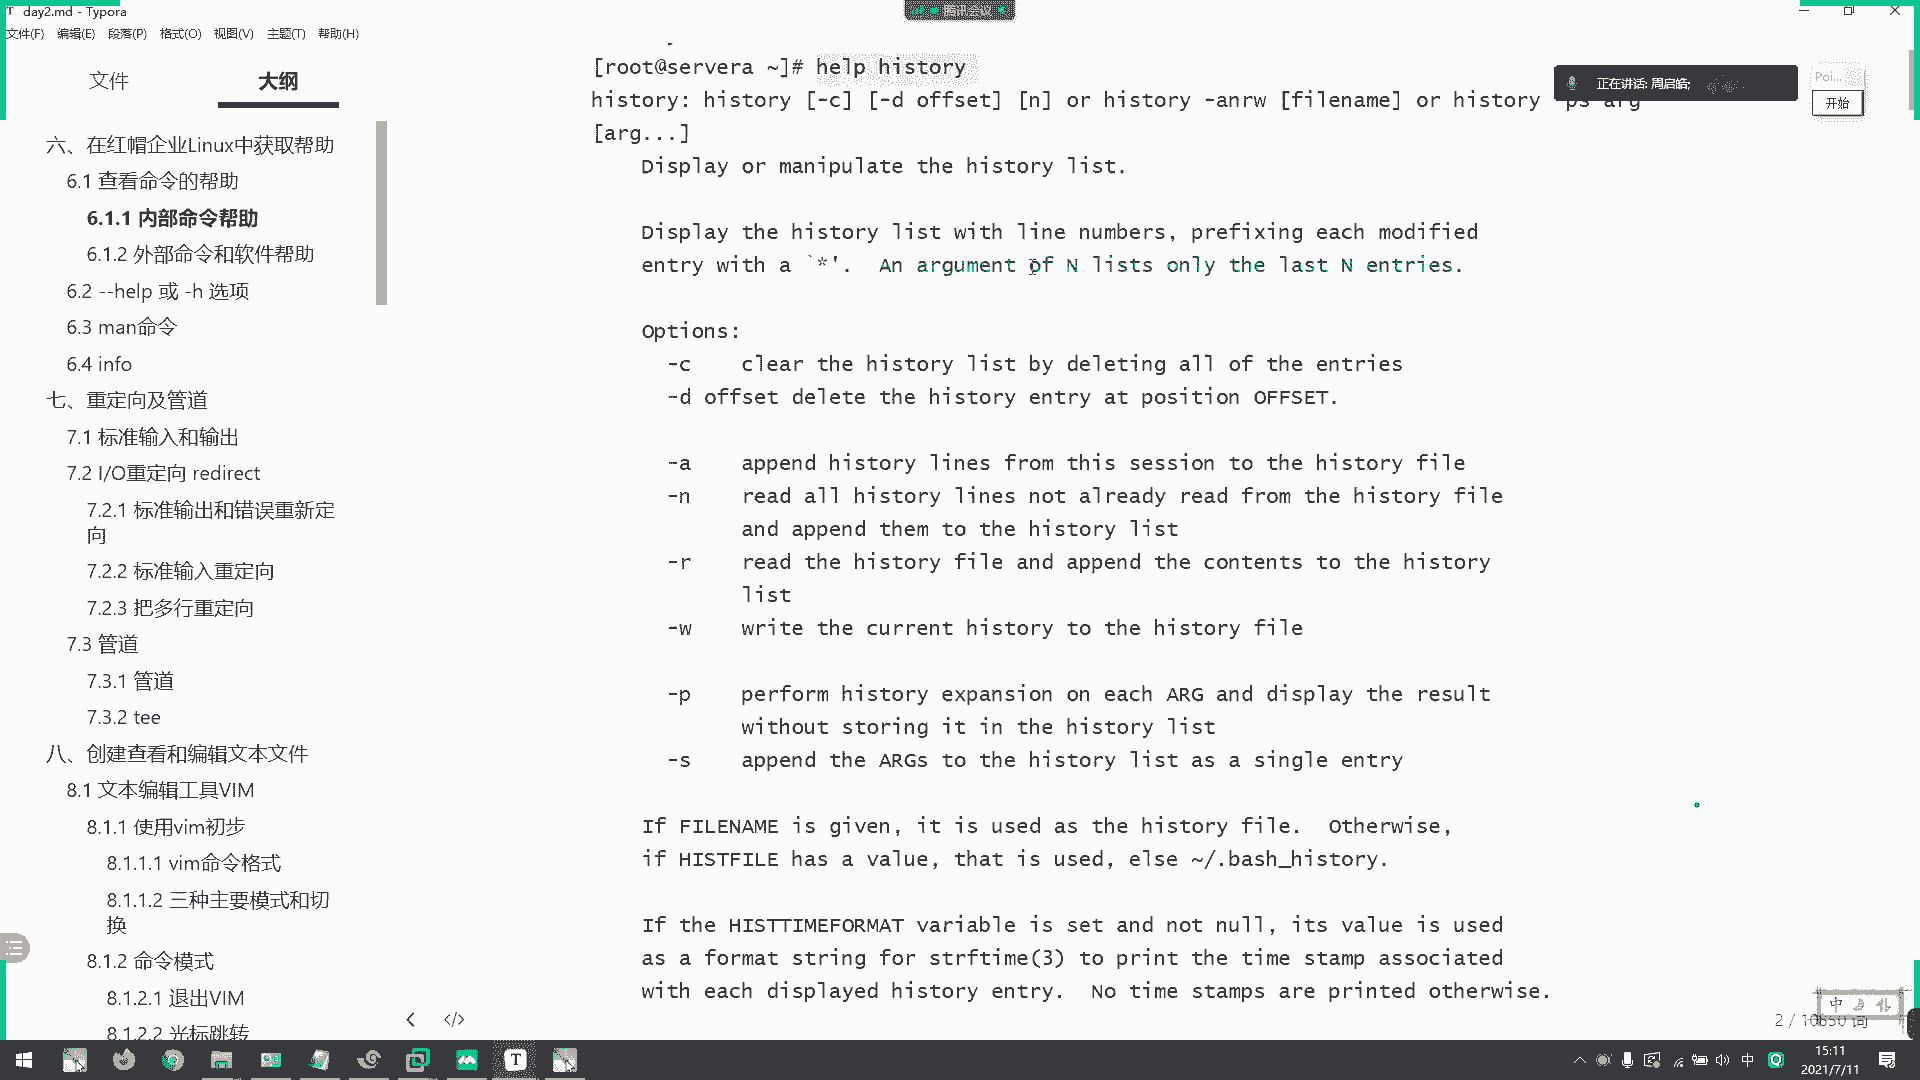 day2.md - Typora
腾讯会议
文件(F) 编辑(E) 段落(P) 格式(O) 视图(V) 主题(T) 帮助(H)
文件
大纲
六、在红帽企业Linux中获取帮助
6.1 查看命令的帮助
6.1.1 内部命令帮助
6.1.2 外部命令和软件帮助
6.2 --help 或 -h 选项
6.3 man命令
6.4 info
七、重定向及管道
7.1 标准输入和输出
7.2 I/O重定向 redirect
7.2.1 标准输出和错误重新定
向
7.2.2 标准输入重定向
7.2.3 把多行重定向
7.3 管道
7.3.1 管道
7.3.2 tee
八、创建查看和编辑文本文件
8.1 文本编辑工具VIM
8.1.1 使用vim初步
8.1.1.1 vim命令格式
8.1.1.2 三种主要模式和切
换
8.1.2 命令模式
8.1.2.1 退出VIM
8.1.2.2 光标跳转
[root@servera ~]# help history
history: history [-c] [-d offset] [n] or history -anrw [filename] or history -ps arg
[arg...]
Display or manipulate the history list.
Display the history list with line numbers, prefixing each modified
entry with a `*'.  An argument of N lists only the last N entries.
Options:
-c    clear the history list by deleting all of the entries
-d offset delete the history entry at position OFFSET.
-a    append history lines from this session to the history file
-n    read all history lines not already read from the history file
and append them to the history list
-r    read the history file and append the contents to the history
list
-w    write the current history to the history file
-p    perform history expansion on each ARG and display the result
without storing it in the history list
-s    append the ARGs to the history list as a single entry
If FILENAME is given, it is used as the history file.  Otherwise,
if HISTFILE has a value, that is used, else ~/.bash_history.
If the HISTTIMEFORMAT variable is set and not null, its value is used
as a format string for strftime(3) to print the time stamp associated
with each displayed history entry.  No time stamps are printed otherwise.
正在讲话: 周启皓;
Poi...
开始
中
2 / 10850 词
中
15:11
2021/7/11